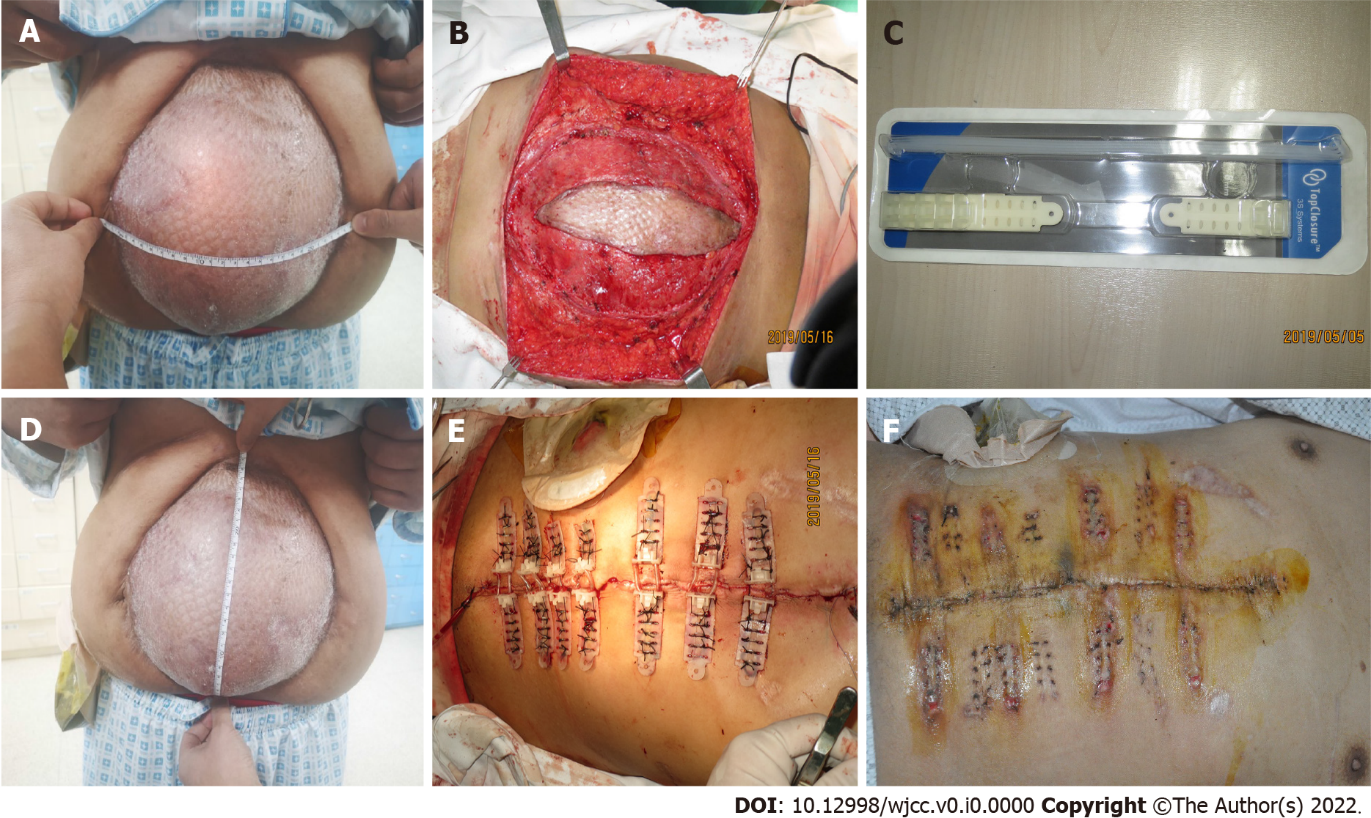 A
B
2019/05/16
C
TopClosure™
3S Systems
2019/05/05
D
E
2019/05/16
F
DOI: 10.12998/wjcc.v0.i0.0000 Copyright ©The Author(s) 2022.